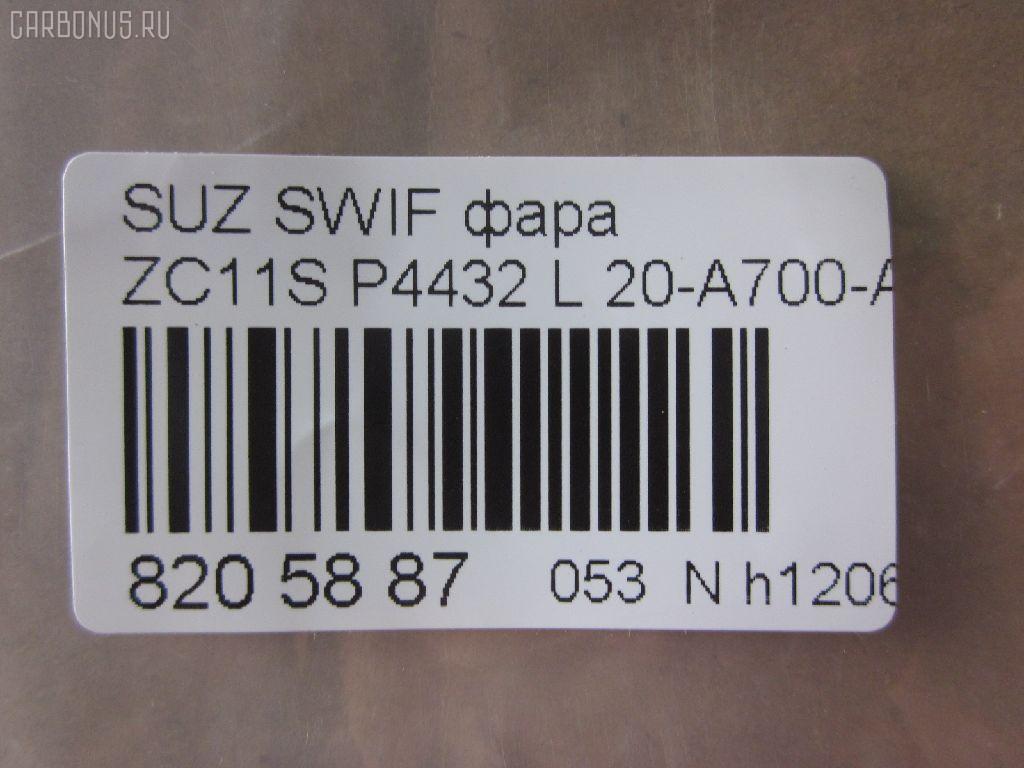 CARBONUS.RU
SUZ SWIF фара
ZC11S P4432 L 20-A700-A
820 58 87 053 N h1206